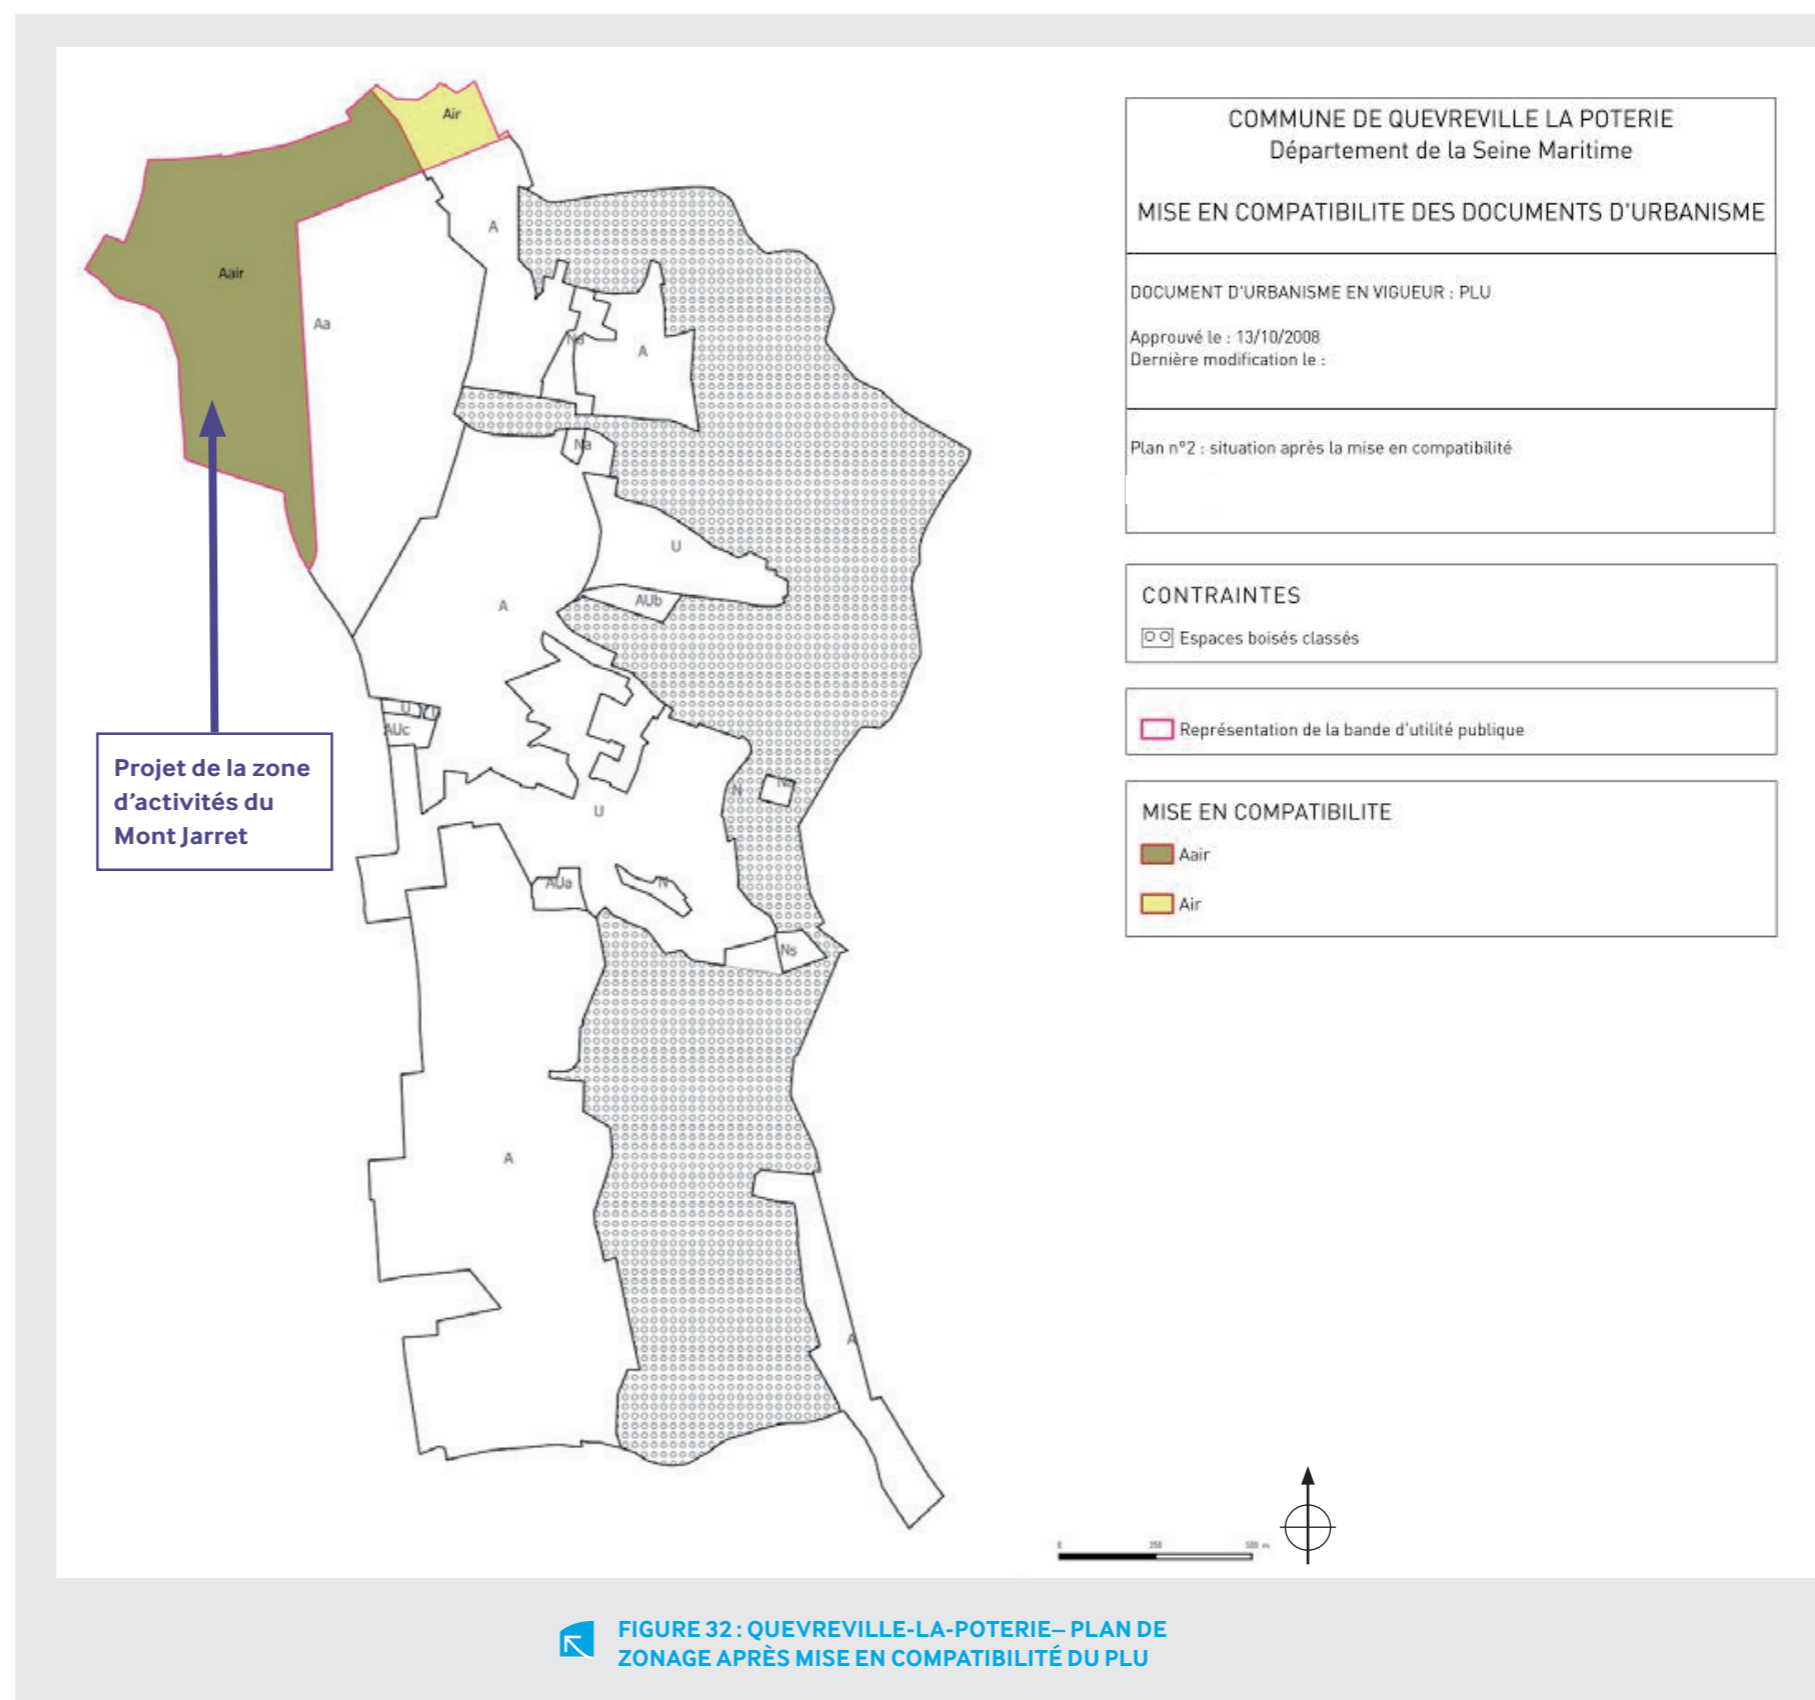 Air
A
Aair
Aa
Na
A
Na
U
AUb
A
U
AUc
Projet de la zone
d'activités du
Mont Jarret
N
U
AUa
N
Ns
A
A
COMMUNE DE QUEVREVILLE LA POTERIE
Département de la Seine Maritime
MISE EN COMPATIBILITE DES DOCUMENTS D'URBANISME
DOCUMENT D'URBANISME EN VIGUEUR : PLU
Approuvé le : 13/10/2008
Dernière modification le :
Plan n°2 : situation après la mise en compatibilité
CONTRAINTES
Espaces boisés classés
Représentation de la bande d'utilité publique
MISE EN COMPATIBILITE
Aair
Air
0 250 500 m
FIGURE 32 : QUEVREVILLE-LA-POTERIE– PLAN DE
ZONAGE APRÈS MISE EN COMPATIBILITÉ DU PLU